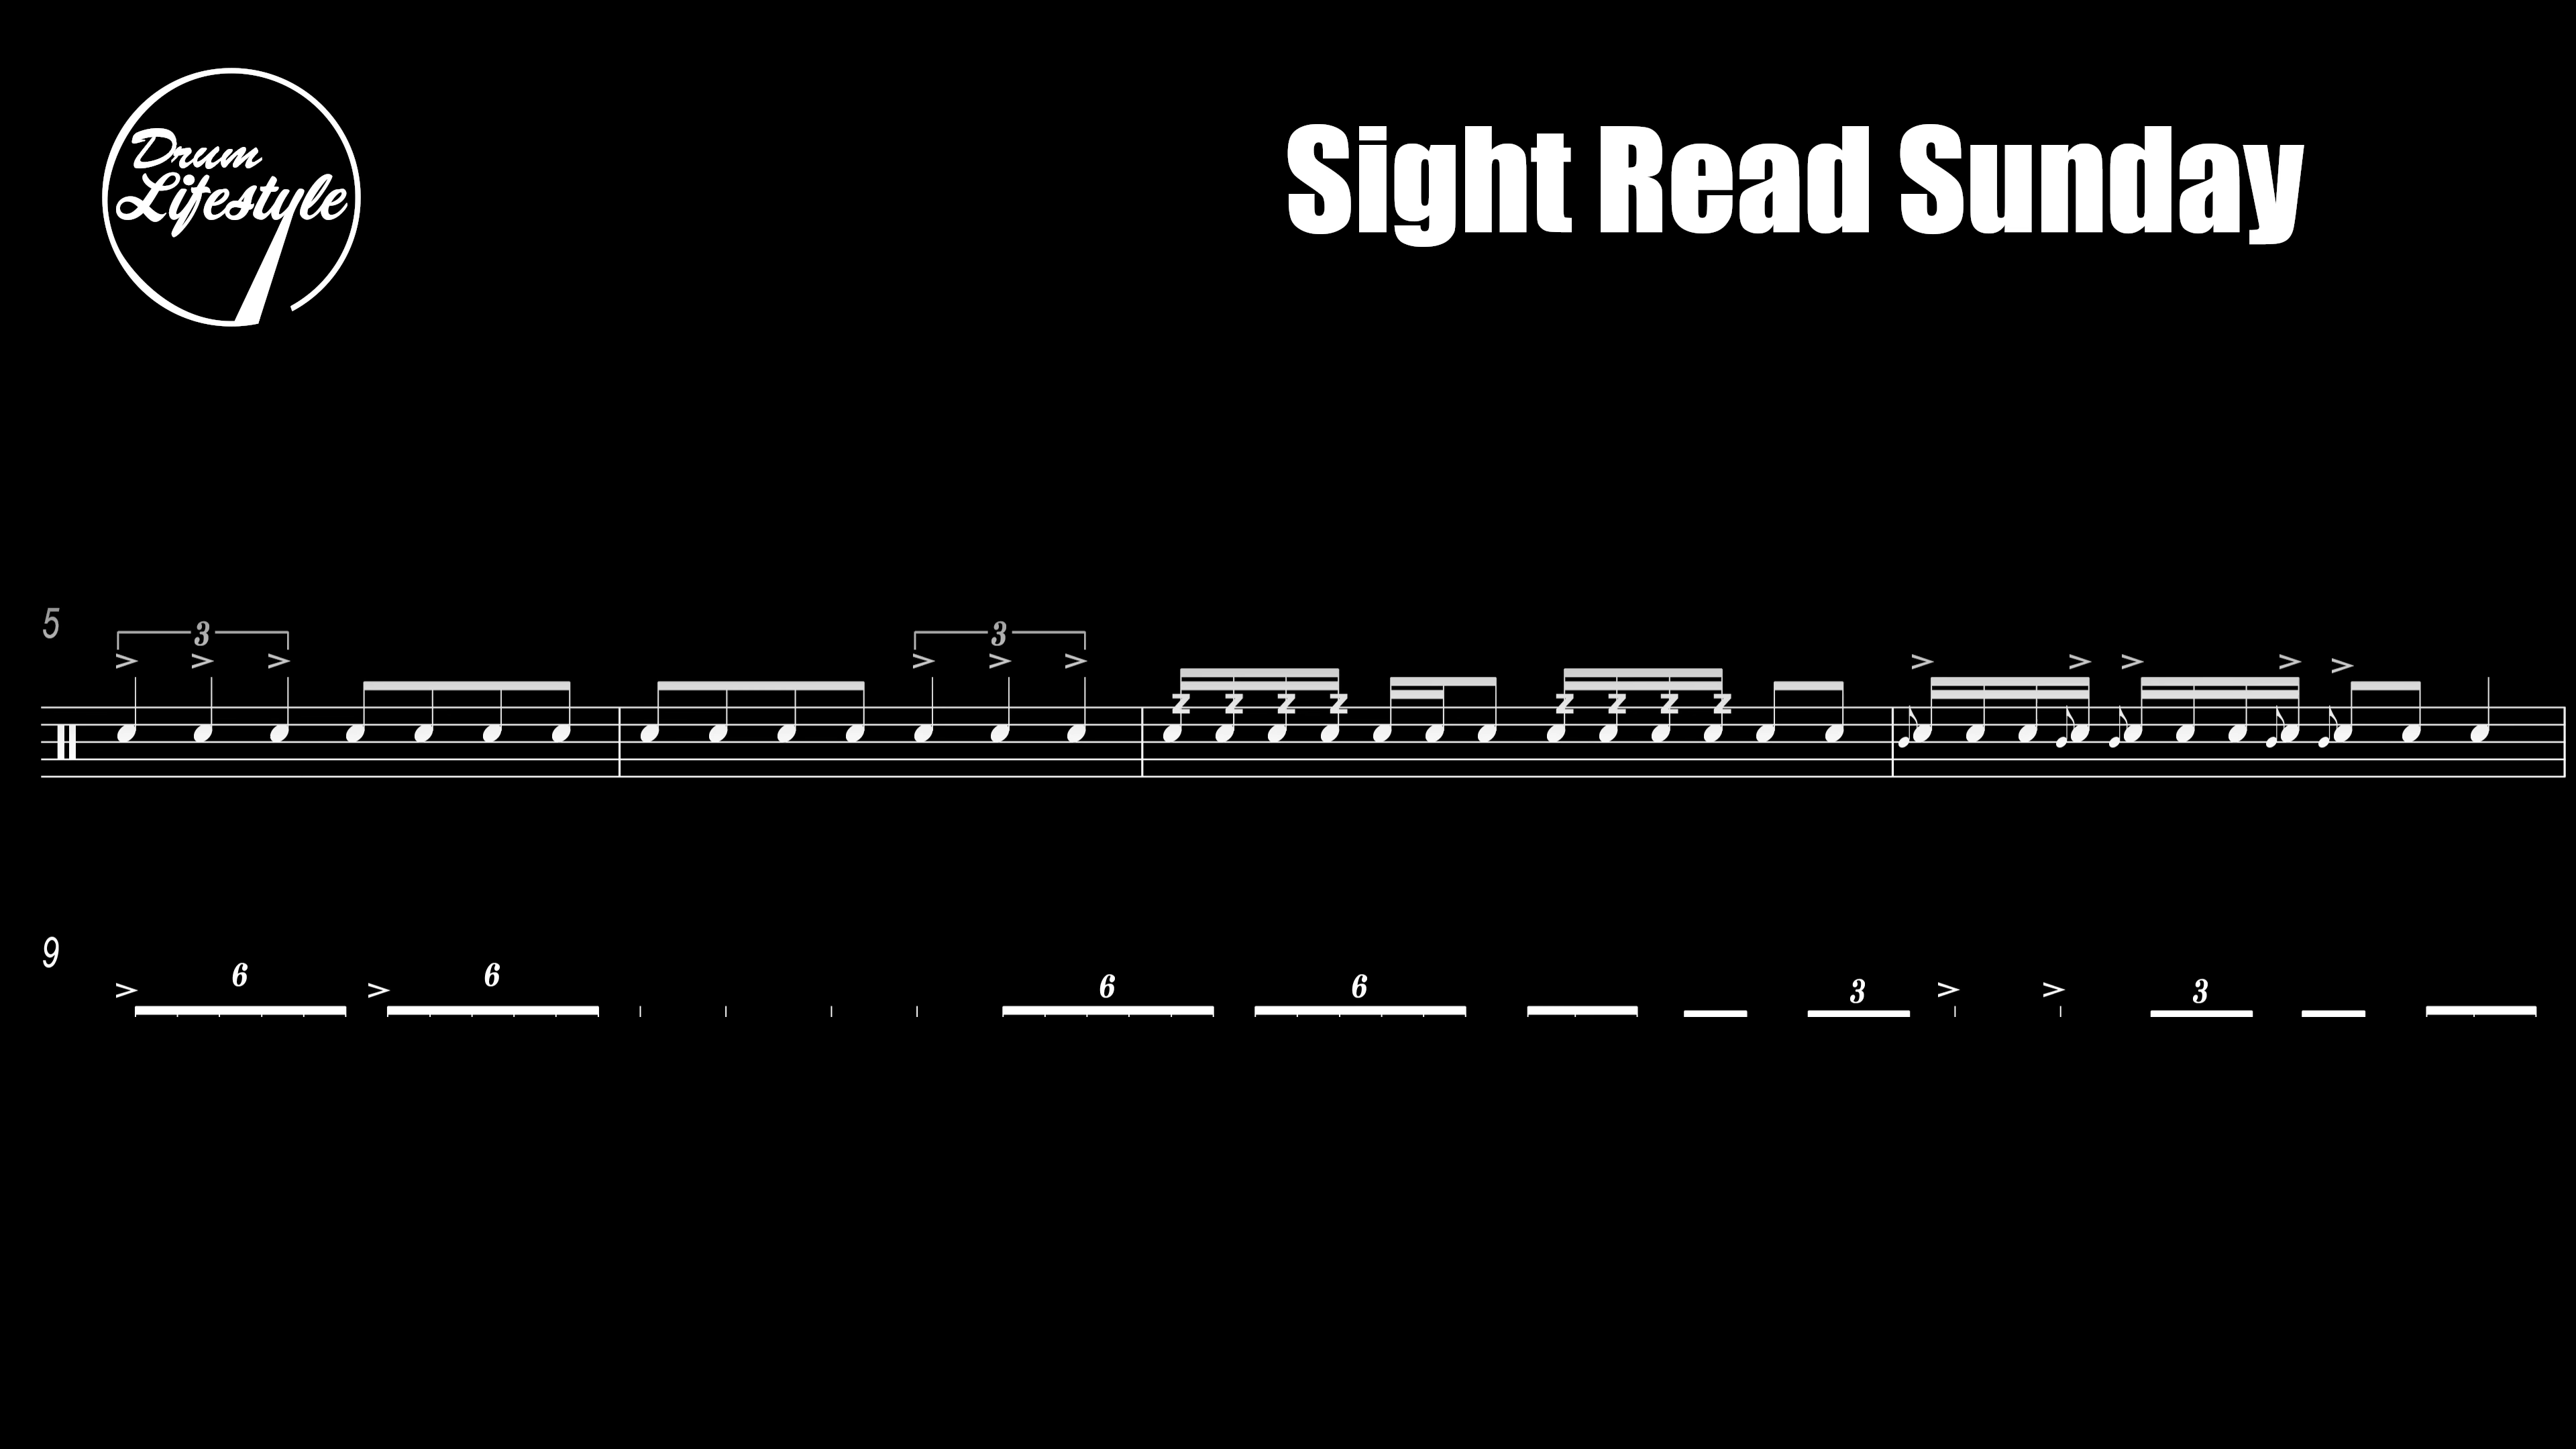 Drum
Lifestyle
Sight Read Sunday
5
3 3
z z z z z z z z
9
6 6 6 6 3 3